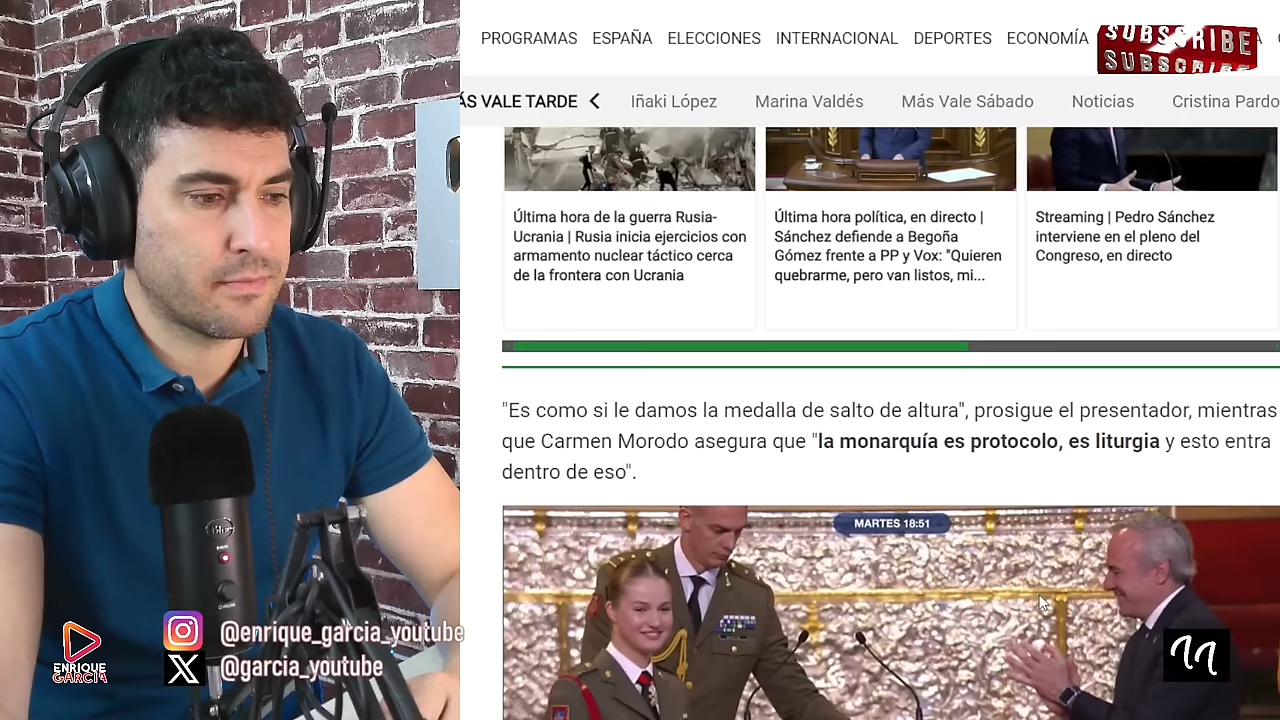 PROGRAMAS ESPAÑA ELECCIONES INTERNACIONAL DEPORTES ECONOMÍA
SUBSCRIBE
SUBSCRIBE
ÁS VALE TARDE Iñaki López Marina Valdés Más Vale Sábado Noticias Cristina Pardo
Última hora de la guerra Rusia-
Ucrania | Rusia inicia ejercicios con
armamento nuclear táctico cerca
de la frontera con Ucrania
Última hora política, en directo |
Sánchez defiende a Begoña
Gómez frente a PP y Vox: "Quieren
quebrarme, pero van listos, mi...
Streaming | Pedro Sánchez
interviene en el pleno del
Congreso, en directo
"Es como si le damos la medalla de salto de altura", prosigue el presentador, mientras
que Carmen Morodo asegura que "la monarquía es protocolo, es liturgia y esto entra
dentro de eso".
MARTES 18:51
ENRIQUE
GARCIA
@enrique_garcia_youtube
@garcia_youtube